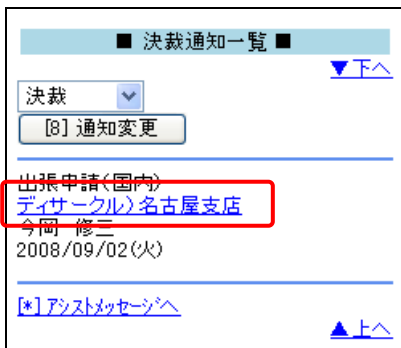 ■ 決裁通知一覧 ■
▼下へ
決裁
[8] 通知変更
出張申請(国内)
ディサークル)名古屋支店
今岡 修三
2008/09/02(火)
[*] アシストメッセージへ
▲上へ